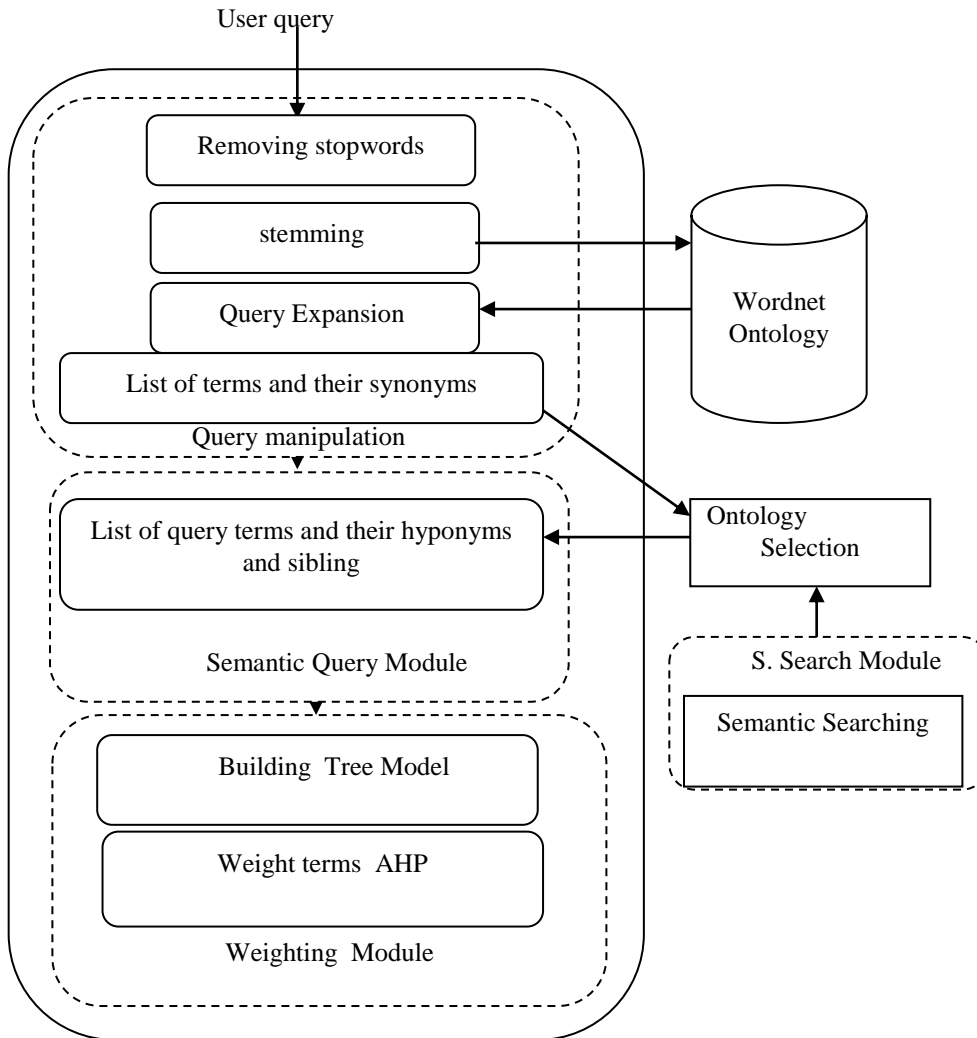 User query
Removing stopwords
stemming
Query Expansion
List of terms and their synonyms
Query manipulation
Wordnet
Ontology
List of query terms and their hyponyms
and sibling
Semantic Query Module
Ontology
Selection
S. Search Module
Semantic Searching
Building Tree Model
Weight terms AHP
Weighting Module